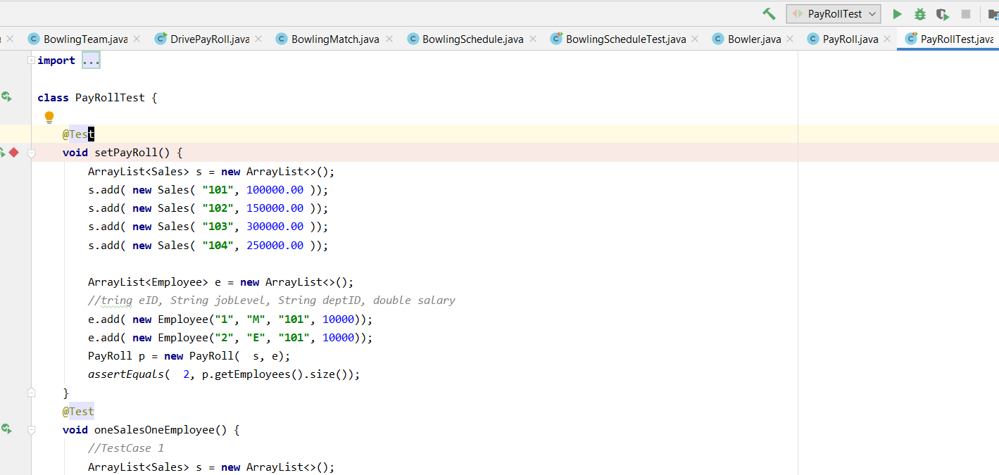 PayRollTest
BowlingTeam.java DrivePayRoll.java BowlingMatch.java BowlingSchedule.java BowlingScheduleTest.java Bowler.java PayRoll.java PayRollTest.java
import ...
class PayRollTest {
@Test
void setPayRoll() {
ArrayList<Sales> s = new ArrayList<>();
s.add( new Sales( "101", 100000.00 ));
s.add( new Sales( "102", 150000.00 ));
s.add( new Sales( "103", 300000.00 ));
s.add( new Sales( "104", 250000.00 ));
ArrayList<Employee> e = new ArrayList<>();
//tring eID, String jobLevel, String deptID, double salary
e.add( new Employee("1", "M", "101", 10000));
e.add( new Employee("2", "E", "101", 10000));
PayRoll p = new PayRoll(  s, e);
assertEquals(  2, p.getEmployees().size());
}
@Test
void oneSalesOneEmployee() {
//TestCase 1
ArrayList<Sales> s = new ArrayList<>();